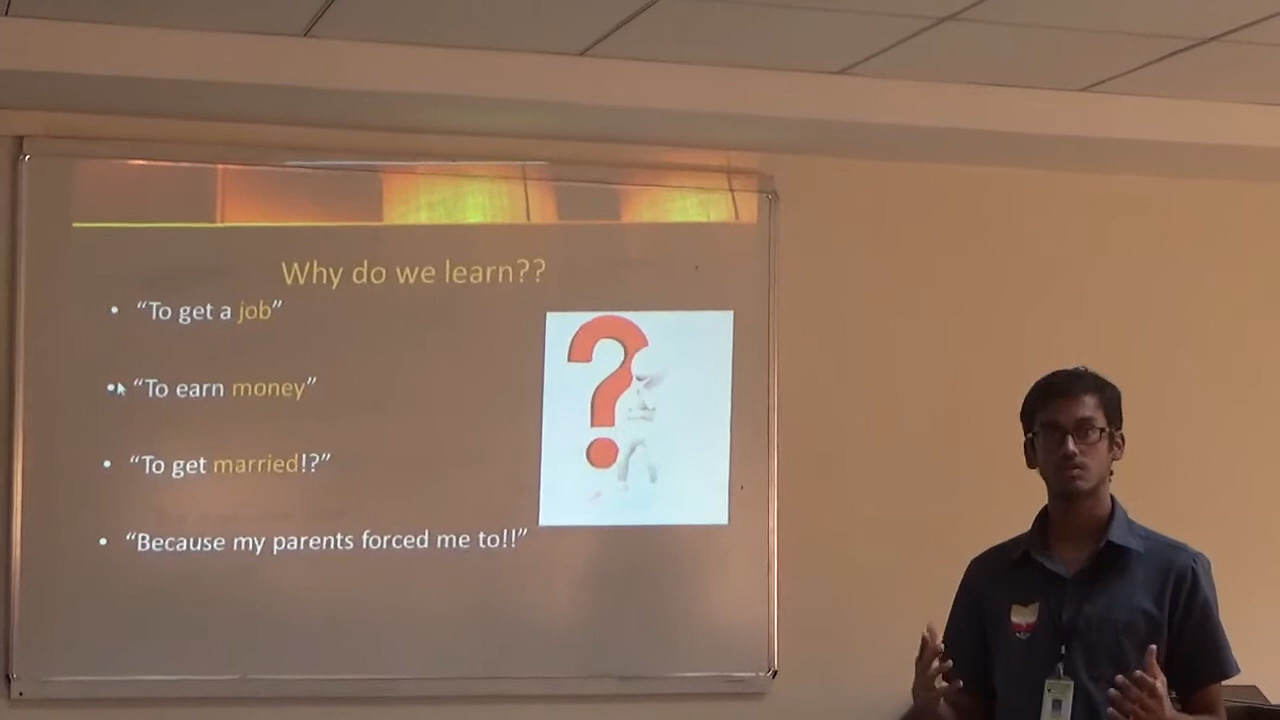 Why do we learn??
• “To get a job”
• “To earn money”
• “To get married!?”
• “Because my parents forced me to!!”